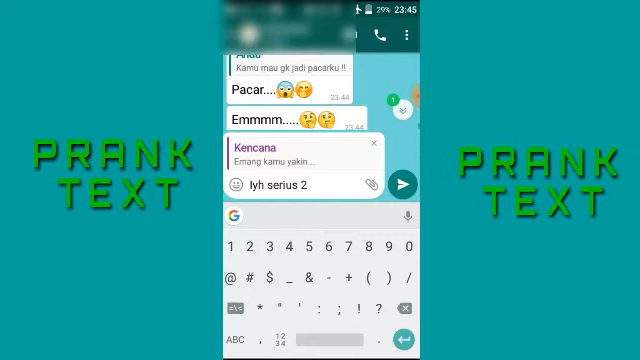 29% 23:45
PRANK
TEXT
Anda
Kamu mau gk jadi pacarku !!
Pacar....😱🤭
23.44
Emmmm.....🤔🤔
23.44
1
Kencana
Emang kamu yakin...
Iyh serius 2
PRANK
TEXT
1 2 3 4 5 6 7 8 9 0
@ # $ _ & - + ( ) /
=\< * " ' : ; ! ?
ABC , 12 34 .